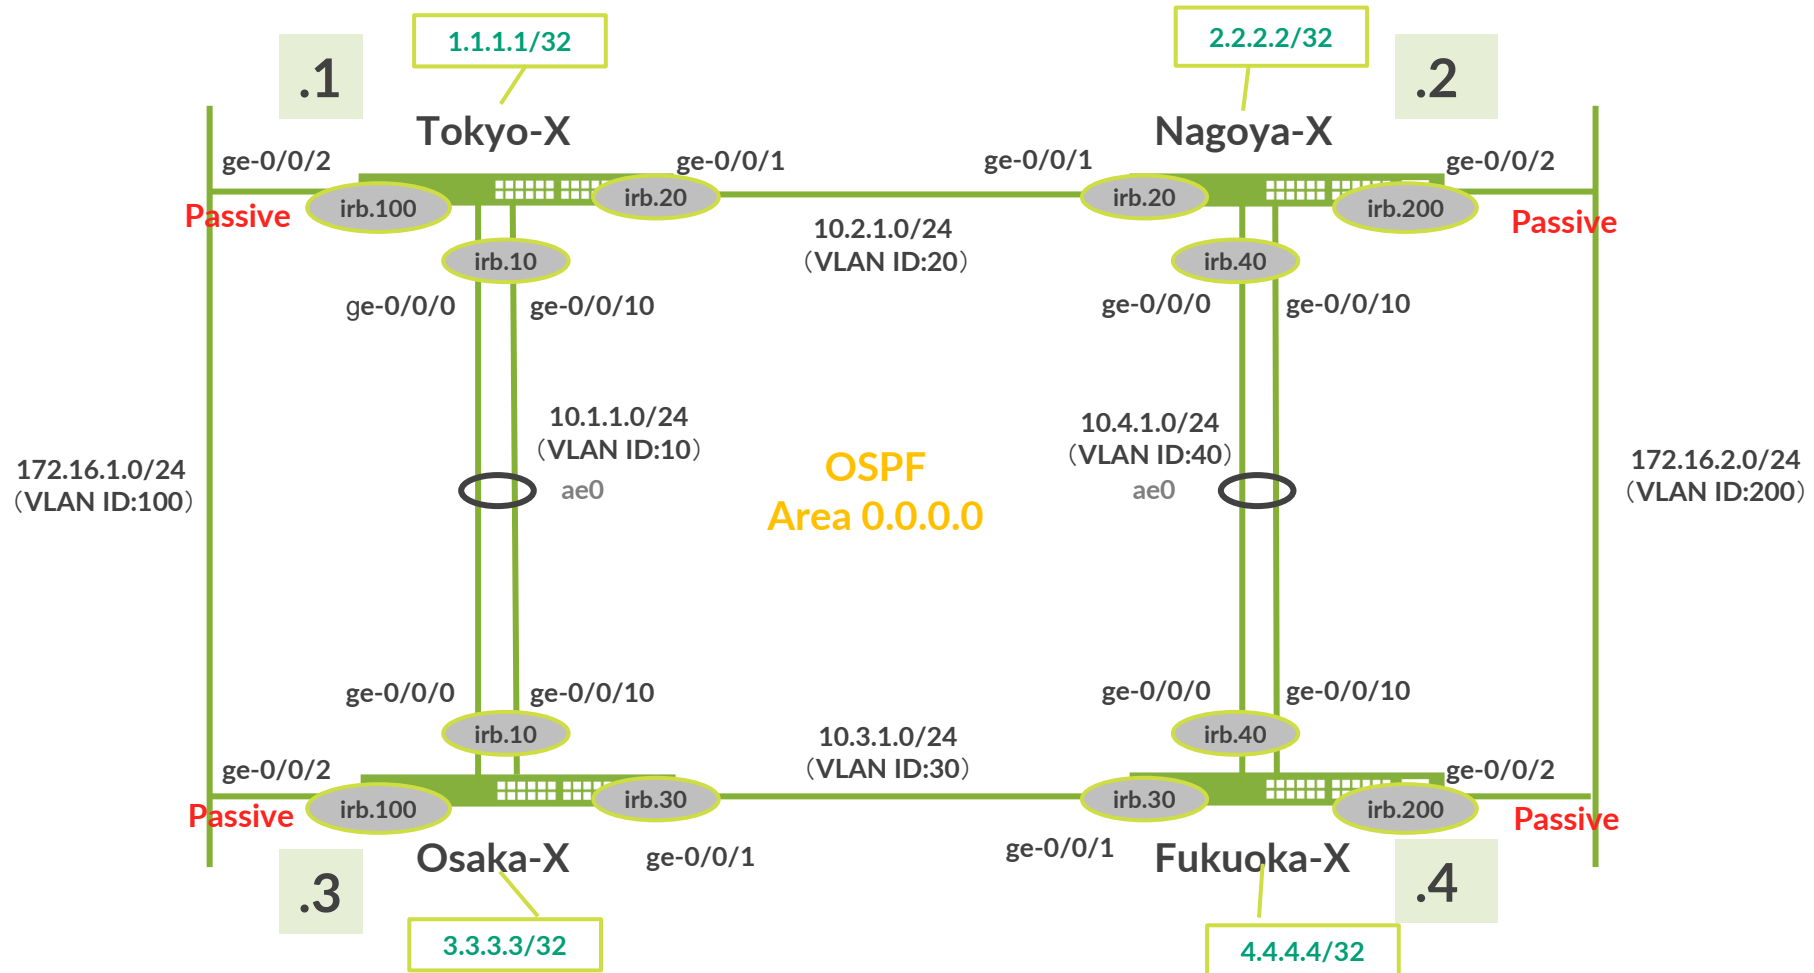 1.1.1.1/32
2.2.2.2/32
.1
.2
Tokyo-X
Nagoya-X
ge-0/0/2
ge-0/0/1
ge-0/0/1
ge-0/0/2
irb.100
irb.20
irb.20
irb.200
Passive
Passive
10.2.1.0/24
（VLAN ID:20）
irb.10
irb.40
ge-0/0/0
ge-0/0/10
ge-0/0/0
ge-0/0/10
10.1.1.0/24
（VLAN ID:10）
10.4.1.0/24
（VLAN ID:40）
172.16.1.0/24
（VLAN ID:100）
ae0
OSPF
Area 0.0.0.0
ae0
172.16.2.0/24
（VLAN ID:200）
ge-0/0/0
ge-0/0/10
ge-0/0/0
ge-0/0/10
irb.10
irb.40
10.3.1.0/24
（VLAN ID:30）
ge-0/0/2
ge-0/0/2
irb.100
irb.30
irb.30
irb.200
Passive
Passive
Osaka-X
ge-0/0/1
ge-0/0/1
Fukuoka-X
.3
.4
3.3.3.3/32
4.4.4.4/32